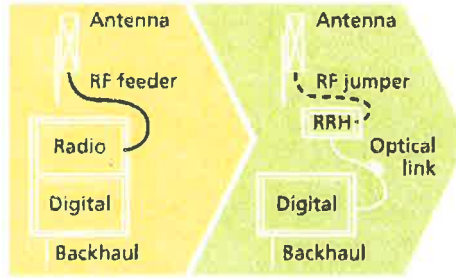 Antenna
RF feeder
Radio
Digital
Backhaul
Antenna
RF jumper
RRH
Optical
link
Digital
Backhaul